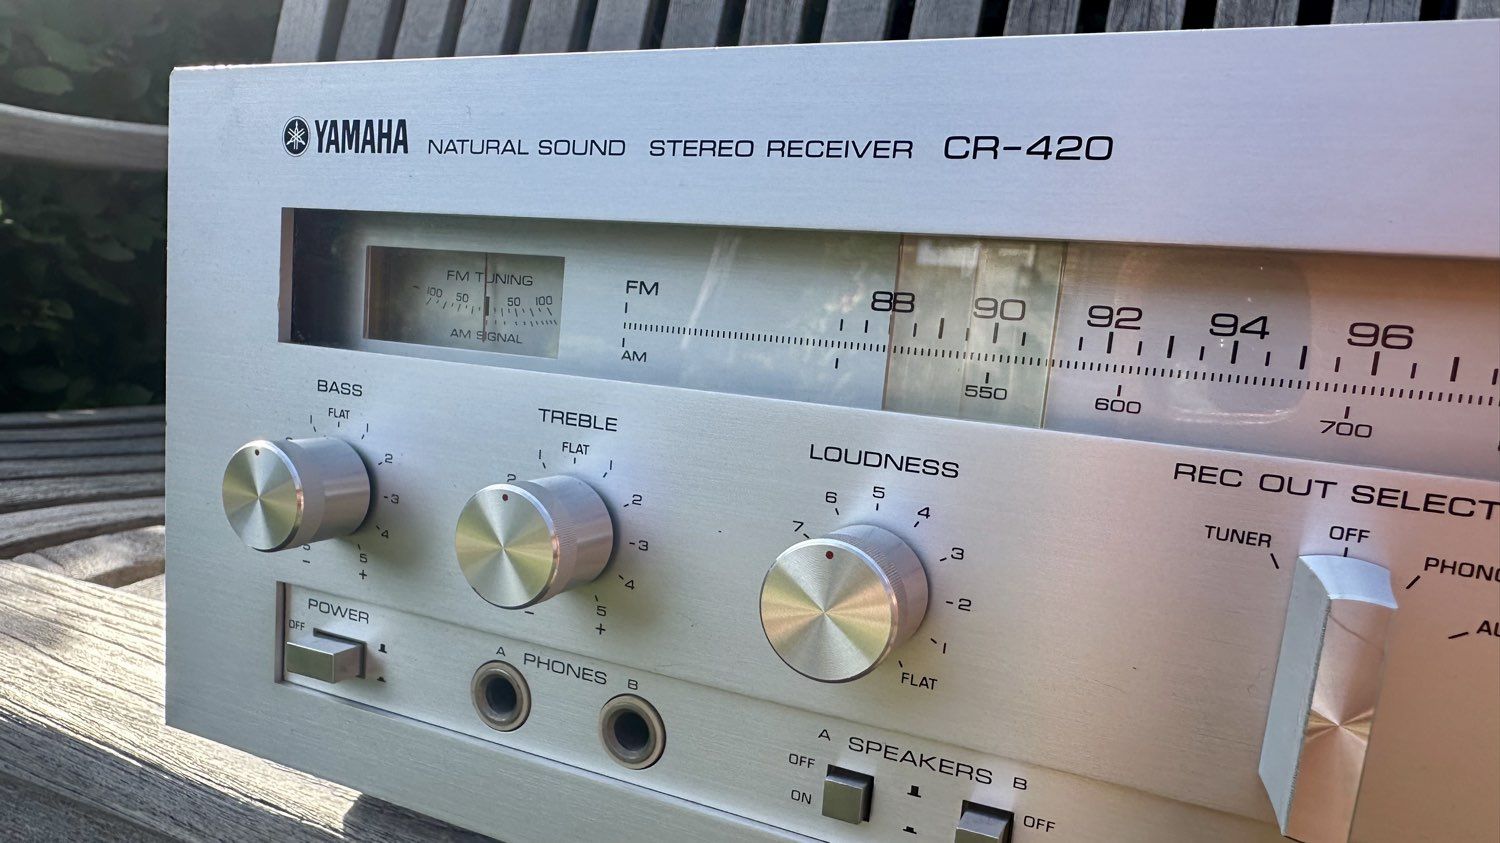 YAMAHA NATURAL SOUND STEREO RECEIVER CR-420
FM TUNING
100 50 50 100
AM SIGNAL
FM 88 90 92 94 96
AM 550 600 700
BASS
FLAT
2
3
4
5 5
- +
TREBLE
FLAT
2 2
3
4
5
- +
LOUDNESS
7 6 5 4 3 2 1 FLAT
REC OUT SELECT
TUNER OFF PHONO
POWER
OFF
A PHONES B
A SPEAKERS B
OFF
ON
OFF